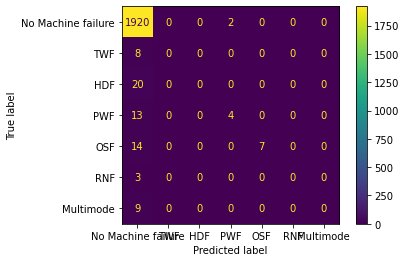 No Machine failure 1920 0 0 2 0 0 0
TWF 8 0 0 0 0 0 0
HDF 20 0 0 0 0 0 0
PWF 13 0 0 4 0 0 0
OSF 14 0 0 0 7 0 0
RNF 3 0 0 0 0 0 0
Multimode 9 0 0 0 0 0 0
No Machine failure TWF HDF PWF OSF RNF Multimode
Predicted label
True label
1750
1500
1250
1000
750
500
250
0